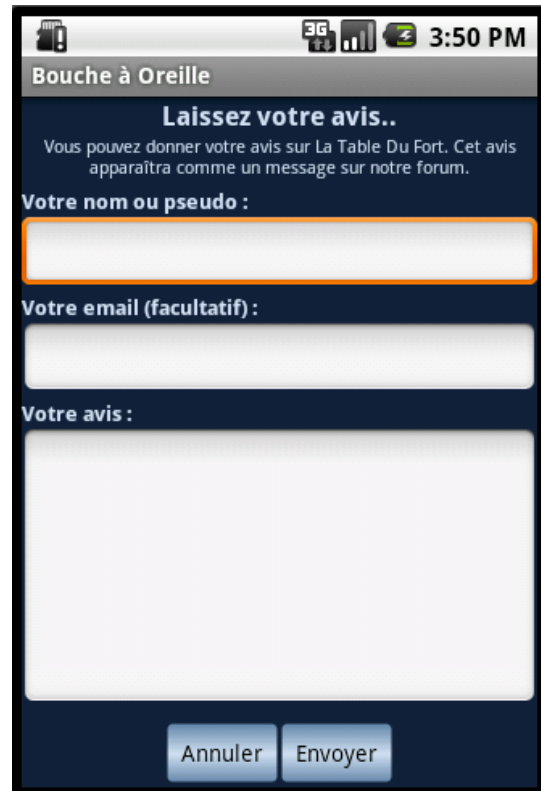 3G 3:50 PM
Bouche à Oreille
Laissez votre avis..
Vous pouvez donner votre avis sur La Table Du Fort. Cet avis
apparaîtra comme un message sur notre forum.
Votre nom ou pseudo :
Votre email (facultatif) :
Votre avis :
Annuler Envoyer